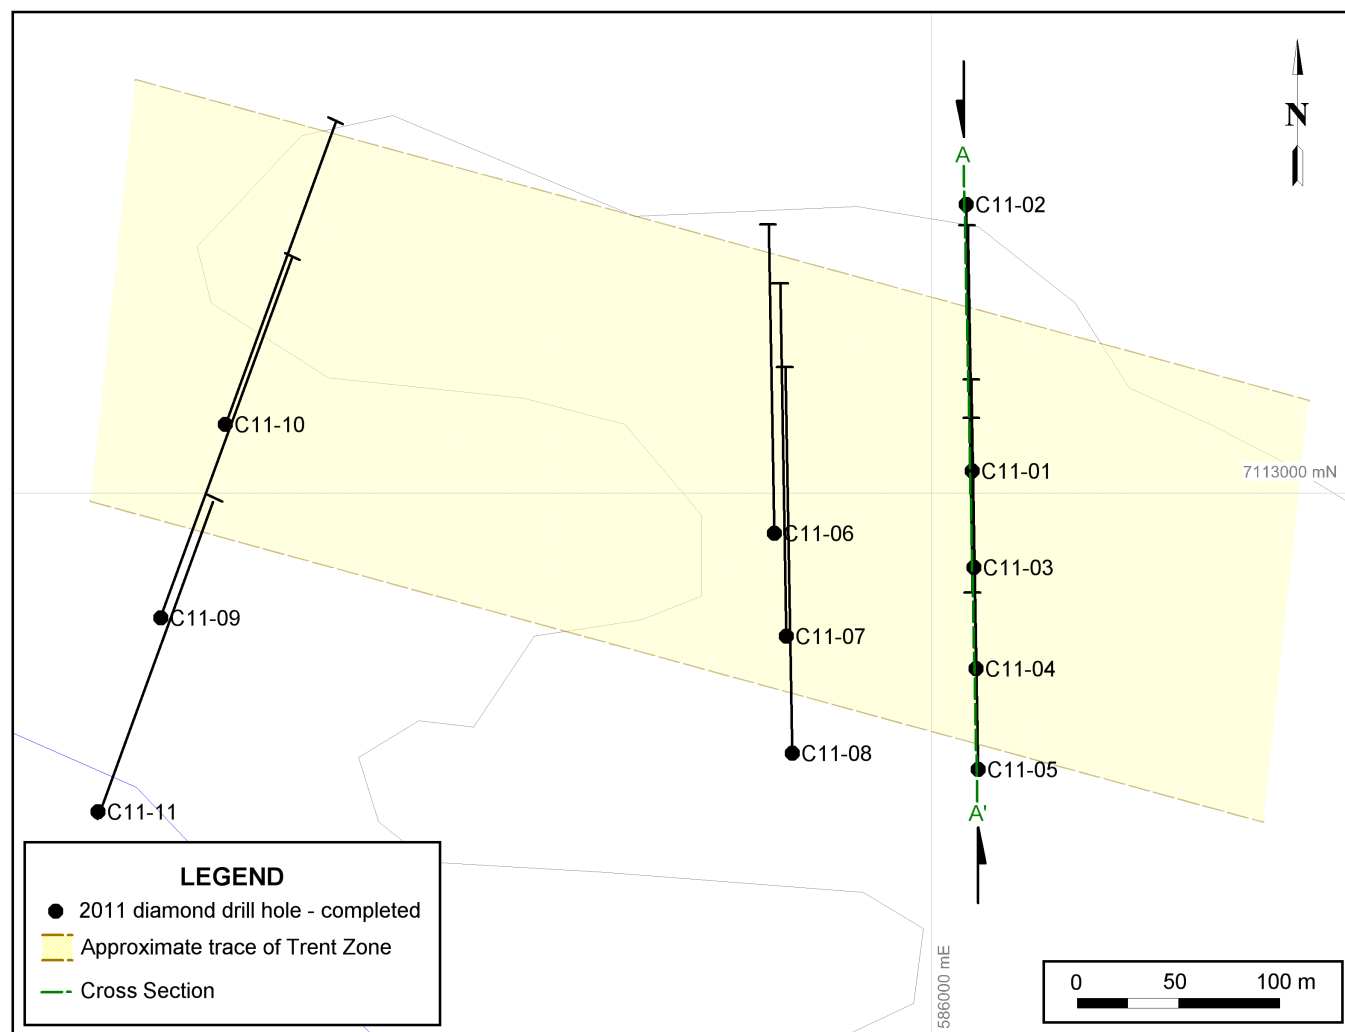 N
A
C11-02
C11-10
C11-01
7113000 mN
C11-06
C11-03
C11-09
C11-07
C11-04
C11-08
C11-05
C11-11
A'
LEGEND
2011 diamond drill hole - completed
Approximate trace of Trent Zone
Cross Section
586000 mE
0 50 100 m